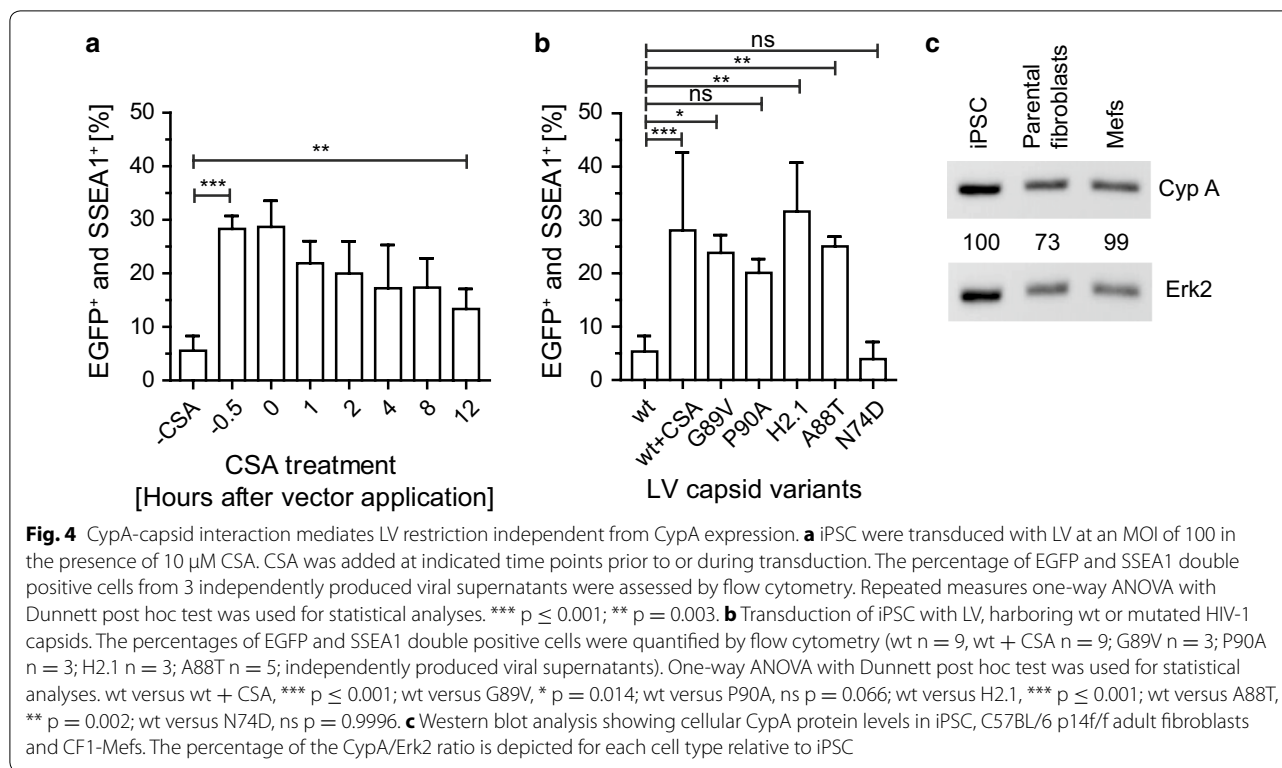 a
EGFP+ and SSEA1+ [%]
50
40
30
20
10
0
**
***
-CSA
-0.5
0
1
2
4
8
12
CSA treatment
[Hours after vector application]
b
EGFP+ and SSEA1+ [%]
50
40
30
20
10
0
ns
**
**
ns
*
***
wt
wt+CSA
G89V
P90A
H2.1
A88T
N74D
LV capsid variants
c
iPSC
Parental
fibroblasts
Mefs
Cyp A
100 73 99
Erk2
Fig. 4 CypA-capsid interaction mediates LV restriction independent from CypA expression. a iPSC were transduced with LV at an MOI of 100 in
the presence of 10 μM CSA. CSA was added at indicated time points prior to or during transduction. The percentage of EGFP and SSEA1 double
positive cells from 3 independently produced viral supernatants were assessed by flow cytometry. Repeated measures one-way ANOVA with
Dunnett post hoc test was used for statistical analyses. *** p ≤ 0.001; ** p = 0.003. b Transduction of iPSC with LV, harboring wt or mutated HIV-1
capsids. The percentages of EGFP and SSEA1 double positive cells were quantified by flow cytometry (wt n = 9, wt + CSA n = 9; G89V n = 3; P90A
n = 3; H2.1 n = 3; A88T n = 5; independently produced viral supernatants). One-way ANOVA with Dunnett post hoc test was used for statistical
analyses. wt versus wt + CSA, *** p ≤ 0.001; wt versus G89V, * p = 0.014; wt versus P90A, ns p = 0.066; wt versus H2.1, *** p ≤ 0.001; wt versus A88T,
** p = 0.002; wt versus N74D, ns p = 0.9996. c Western blot analysis showing cellular CypA protein levels in iPSC, C57BL/6 p14f/f adult fibroblasts
and CF1-Mefs. The percentage of the CypA/Erk2 ratio is depicted for each cell type relative to iPSC